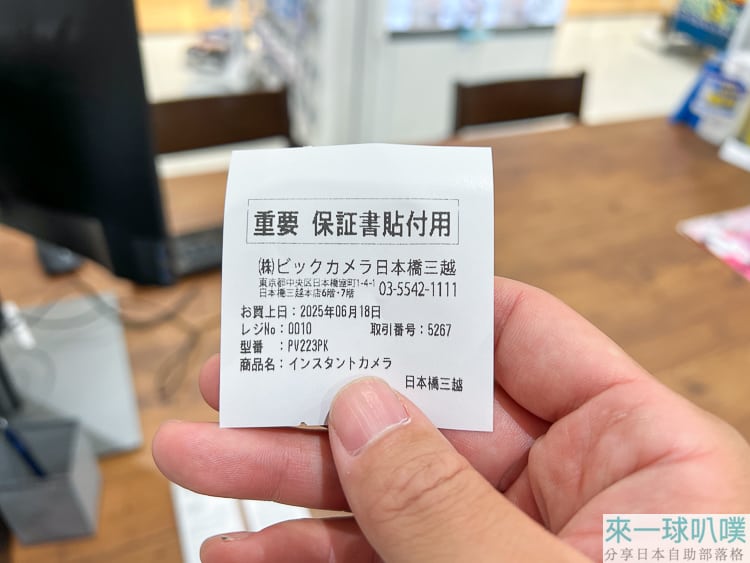 重要 保証書貼付用
㈱ビックカメラ日本橋三越
東京都中央区日本橋室町1-4-1
日本橋三越本店6階・7階 03-5542-1111
お買上日：2025年06月18日
レジNo：0010 取引番号：5267
型番 ：PV223PK
商品名：インスタントカメラ
日本橋三越
來一球叭噗
分享日本自助部落格